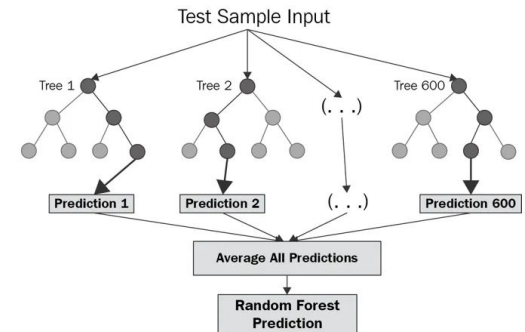 Test Sample Input
Tree 1
Tree 2
(. . .)
Tree 600
Prediction 1
Prediction 2
(. . .)
Prediction 600
Average All Predictions
Random Forest
Prediction